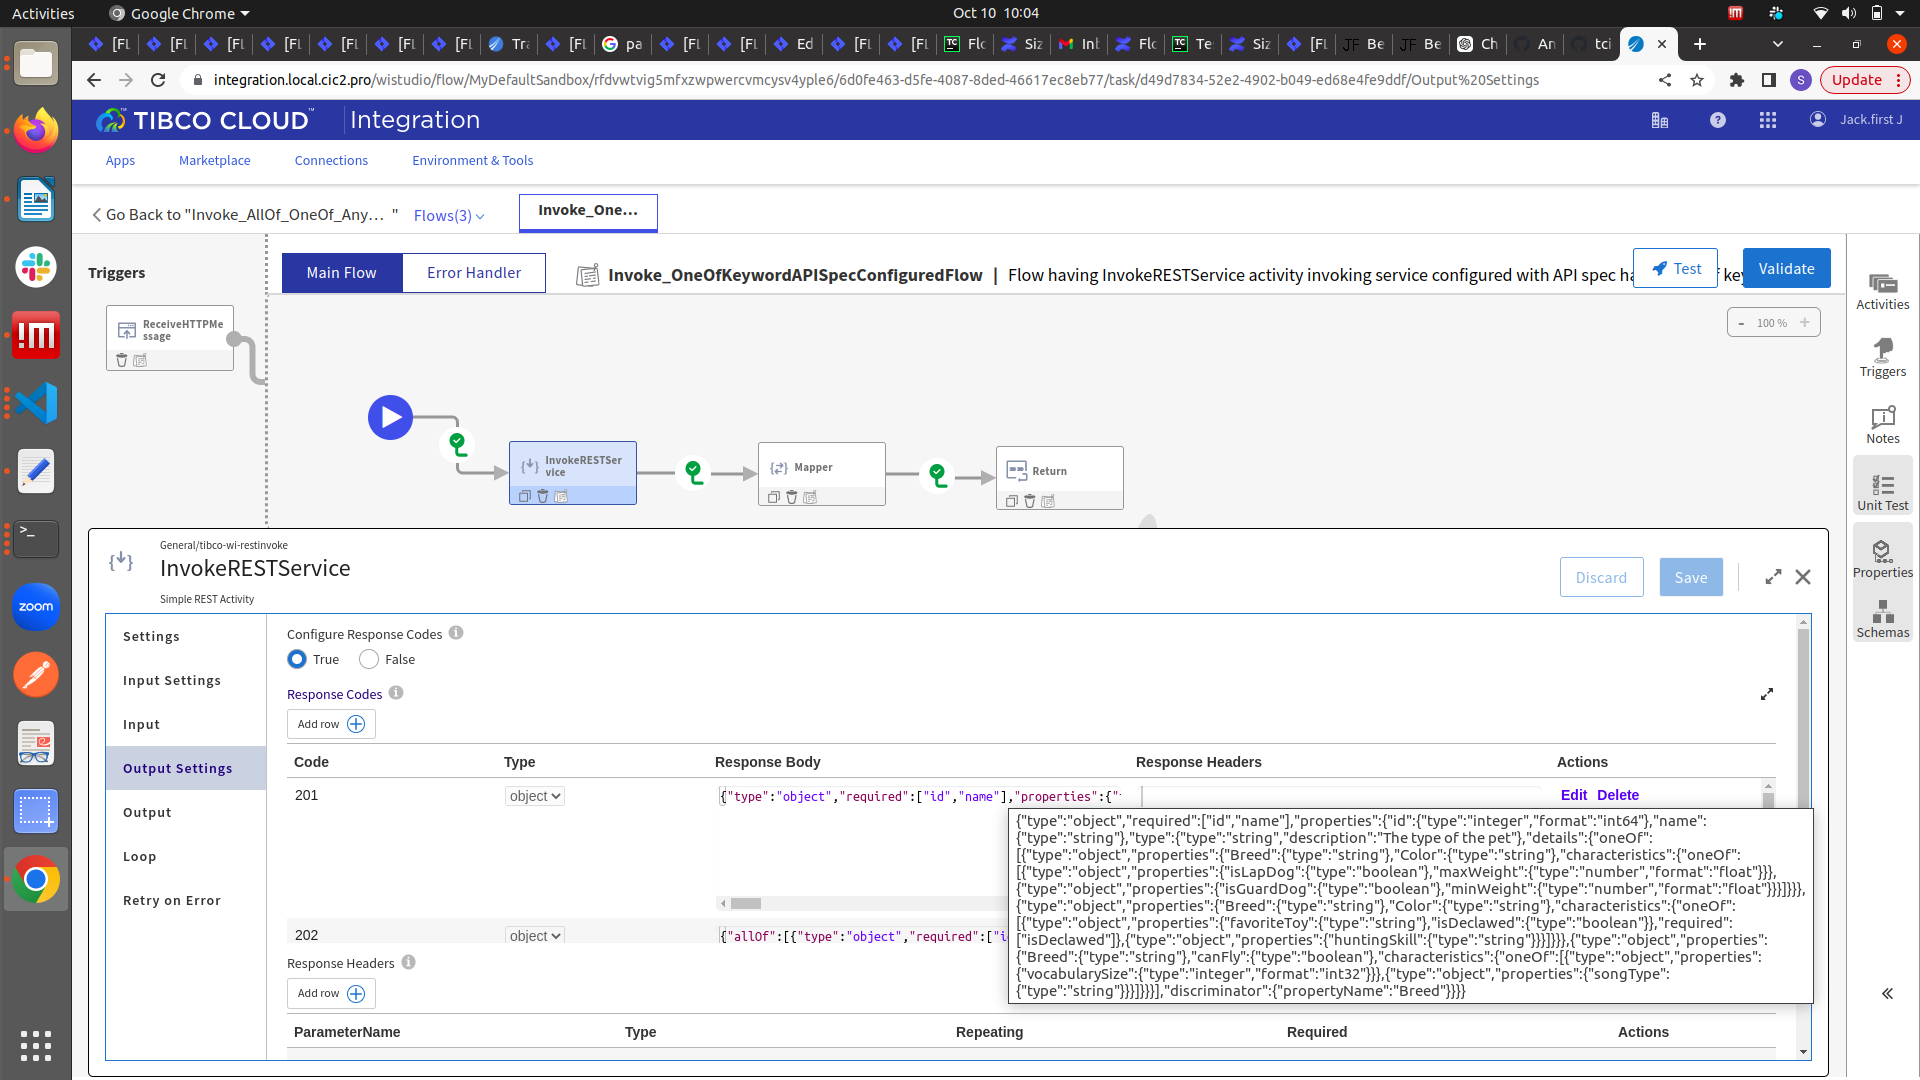 Activities
Google Chrome
Oct 10 10:04
[FL
[FL
[FL
[FL
[FL
[FL
[FL
Tra
[FL
pa
[FL
[FL
Ed
[FL
[FL
Flo
Siz
Inb
Flo
Te
Siz
[FL
Be
Be
Ch
An
tci
integration.local.cic2.pro/wistudio/flow/MyDefaultSandbox/rfdvwtvig5mfxzwpwercvmcysv4yple6/6d0fe463-d5fe-4087-8ded-46617ec8eb77/task/d49d7834-52e2-4902-b049-ed68e4fe9ddf/Output%20Settings
S
Update
TIBCO CLOUD™ Integration
Jack.first J
Apps
Marketplace
Connections
Environment & Tools
Go Back to "Invoke_AllOf_OneOf_Any... "
Flows(3)
Invoke_One...
Triggers
Main Flow
Error Handler
Invoke_OneOfKeywordAPISpecConfiguredFlow | Flow having InvokeRESTService activity invoking service configured with API spec ha
Test
Validate
ReceiveHTTPMe
ssage
- 100 % +
InvokeRESTSer
vice
Mapper
Return
Activities
Triggers
Notes
Unit Test
Properties
Schemas
General/tibco-wi-restinvoke
InvokeRESTService
Simple REST Activity
Discard
Save
Settings
Input Settings
Input
Output Settings
Output
Loop
Retry on Error
Configure Response Codes
True
False
Response Codes
Add row
Code
Type
Response Body
Response Headers
Actions
201
object
{"type":"object","required":["id","name"],"properties":{"
Edit Delete
{"type":"object","required":["id","name"],"properties":{"id":{"type":"integer","format":"int64"},"name":
{"type":"string"},"type":{"type":"string","description":"The type of the pet"},"details":{"oneOf":
[{"type":"object","properties":{"Breed":{"type":"string"},"Color":{"type":"string"},"characteristics":{"oneOf":
[{"type":"object","properties":{"isLapDog":{"type":"boolean"},"maxWeight":{"type":"number","format":"float"}}},
{"type":"object","properties":{"isGuardDog":{"type":"boolean"},"minWeight":{"type":"number","format":"float"}}}]}}},
{"type":"object","properties":{"Breed":{"type":"string"},"Color":{"type":"string"},"characteristics":{"oneOf":
[{"type":"object","properties":{"favoriteToy":{"type":"string"},"isDeclawed":{"type":"boolean"}},"required":
["isDeclawed"]},{"type":"object","properties":{"huntingSkill":{"type":"string"}}}]}}},{"type":"object","properties":
{"Breed":{"type":"string"},"canFly":{"type":"boolean"},"characteristics":{"oneOf":[{"type":"object","properties":
{"vocabularySize":{"type":"integer","format":"int32"}}},{"type":"object","properties":{"songType":
{"type":"string"}}}]}}}],"discriminator":{"propertyName":"Breed"}}}}
202
object
{"allOf":[{"type":"object","required":["i
Response Headers
Add row
ParameterName
Type
Repeating
Required
Actions
zoom